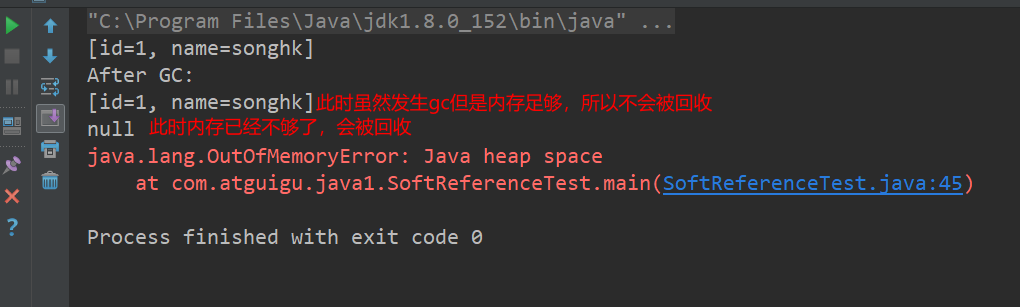 "C:\Program Files\Java\jdk1.8.0_152\bin\java" ...
[id=1, name=songhk]
After GC:
[id=1, name=songhk]此时虽然发生gc但是内存足够，所以不会被回收
null 此时内存已经不够了，会被回收
java.lang.OutOfMemoryError: Java heap space
at com.atguigu.java1.SoftReferenceTest.main(SoftReferenceTest.java:45)
Process finished with exit code 0